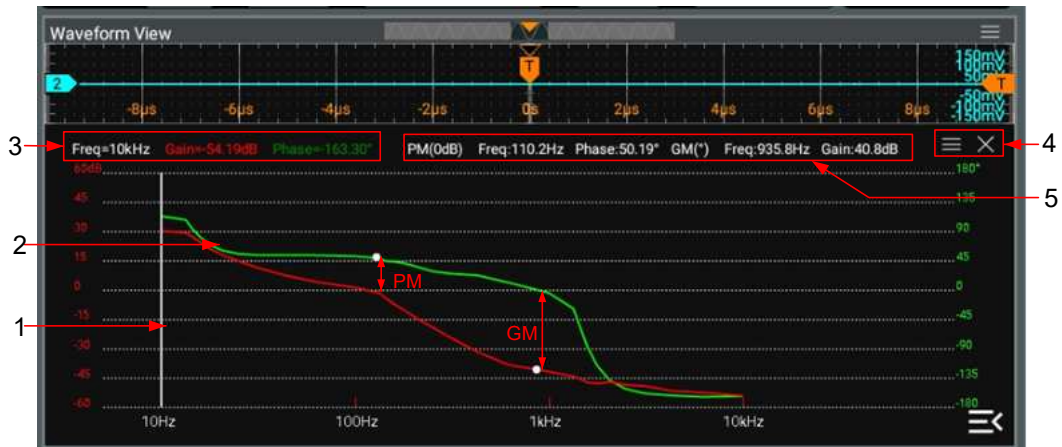 Waveform View
150mV
100mV
50mV
2
T
T
-50mV
-100mV
-150mV
-8µs -6µs -4µs -2µs 0s 2µs 4µs 6µs 8µs
3
Freq=10kHz Gain=-54.19dB Phase=-163.30° PM(0dB) Freq:110.2Hz Phase:50.19° GM(°) Freq:935.8Hz Gain:40.8dB
4
5
60dB 180°
45 135
30 90
2
15 45
PM
0 0
-15 -45
1
GM
-30 -90
-45 -135
-60 -180
10Hz 100Hz 1kHz 10kHz